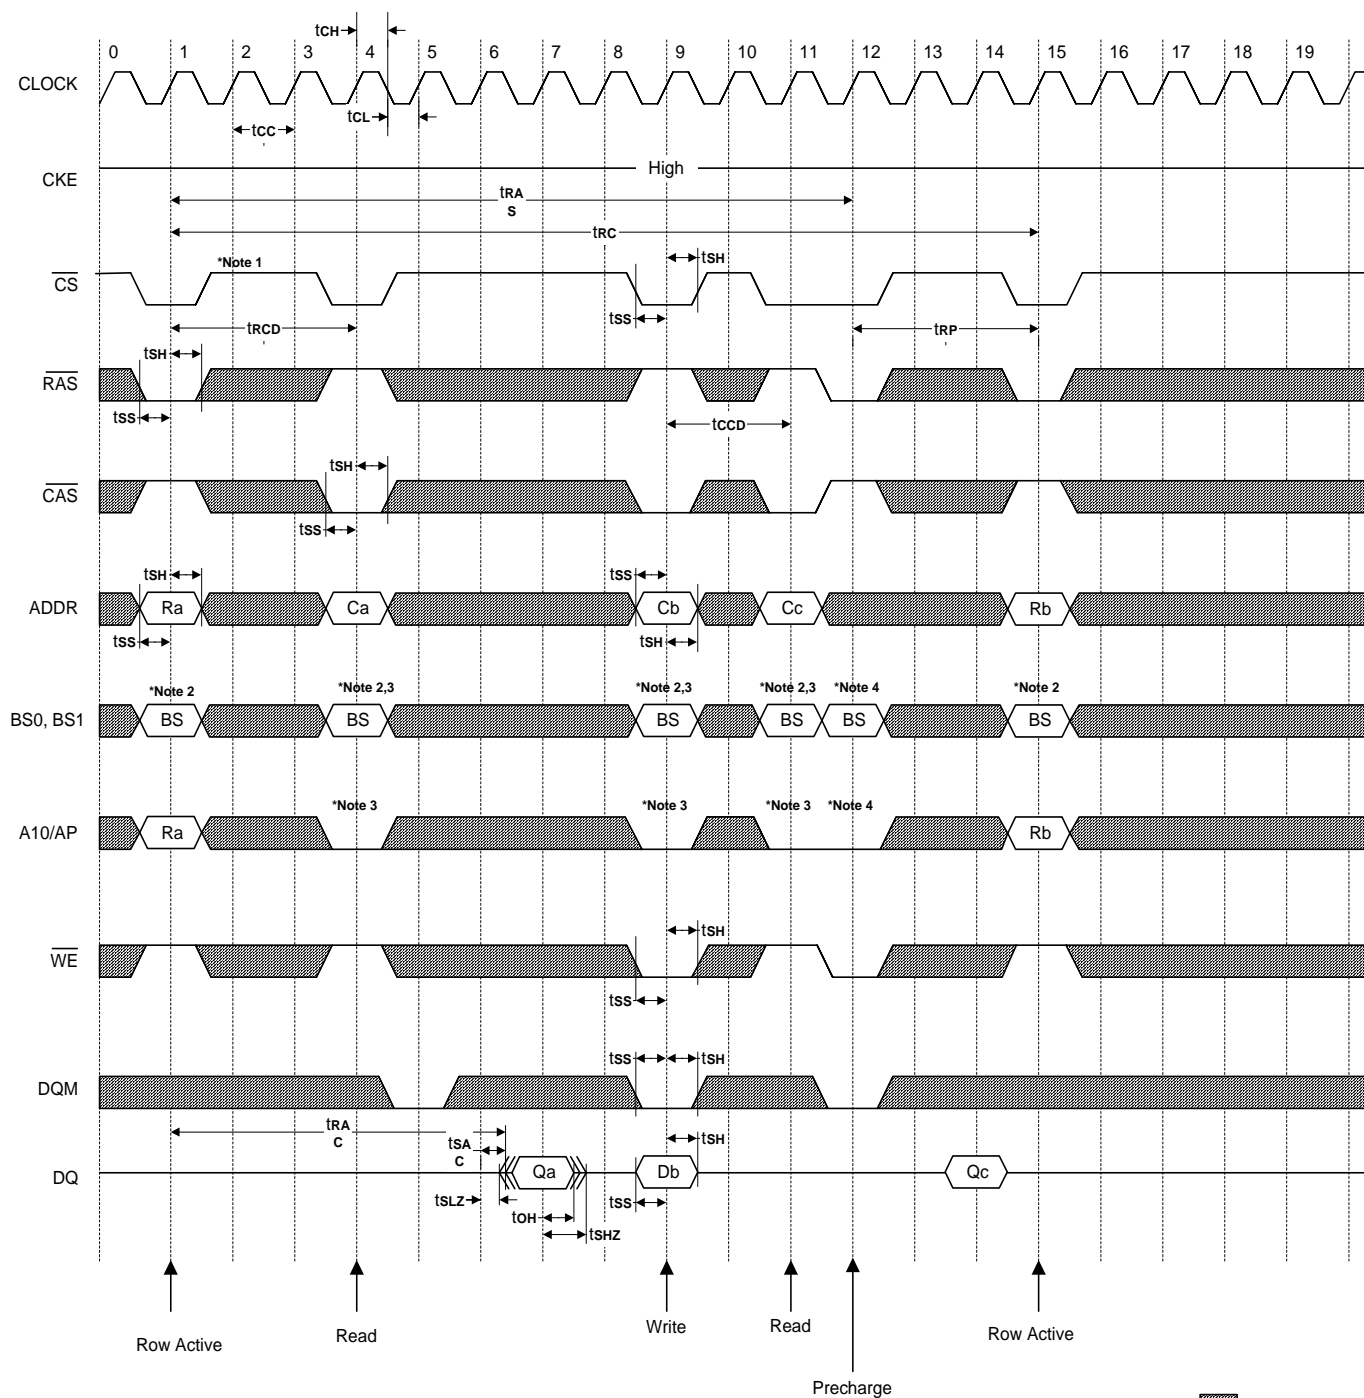 tCH
0 1 2 3 4 5 6 7 8 9 10 11 12 13 14 15 16 17 18 19
CLOCK
tCL
tCC
CKE
High
tRA
S
tRC
*Note 1
tSH
CS
tSS
tRCD
tRP
tSH
RAS
tSS
tCCD
tSH
CAS
tSS
tSH
tSS
ADDR
Ra Ca Cb Cc Rb
tSS
tSH
*Note 2 *Note 2,3 *Note 2,3 *Note 2,3 *Note 4 *Note 2
BS0, BS1
BS BS BS BS BS BS
*Note 3 *Note 3 *Note 3 *Note 4
A10/AP
Ra Rb
tSH
WE
tSS
tSS tSH
DQM
tRA
C
tSA
C
tSH
DQ
Qa Db Qc
tSLZ
tOH
tSS
tSHZ
Row Active
Read
Write
Read
Row Active
Precharge